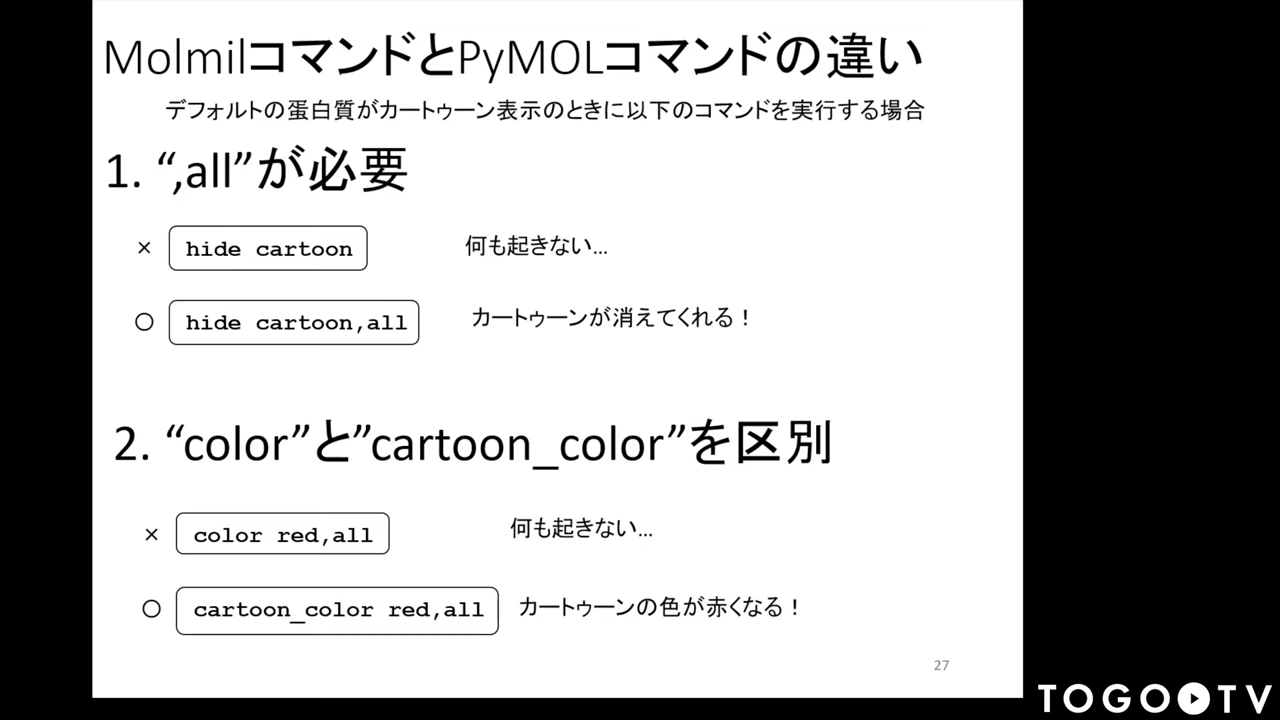 MolmilコマンドとPyMOLコマンドの違い
デフォルトの蛋白質がカートゥーン表示のときに以下のコマンドを実行する場合
1. “,all”が必要
× hide cartoon 何も起きない…
○ hide cartoon,all カートゥーンが消えてくれる！
2. “color”と”cartoon_color”を区別
× color red,all 何も起きない…
○ cartoon_color red,all カートゥーンの色が赤くなる！
27
TOGO TV